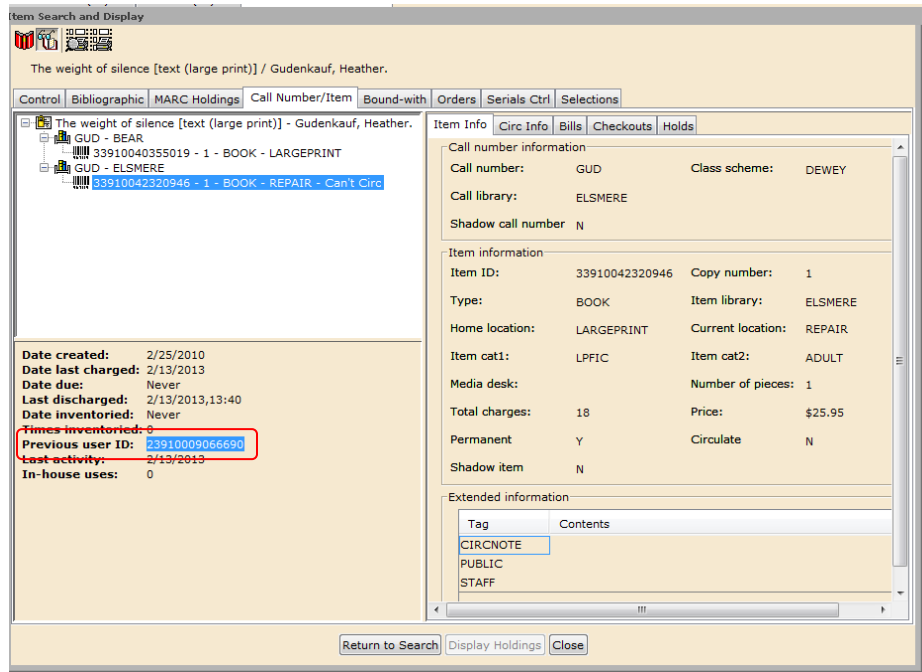 Item Search and Display
The weight of silence [text (large print)] / Gudenkauf, Heather.
Control Bibliographic MARC Holdings Call Number/Item Bound-with Orders Serials Ctrl Selections
The weight of silence [text (large print)] - Gudenkauf, Heather.
GUD - BEAR
33910040355019 - 1 - BOOK - LARGEPRINT
GUD - ELSMERE
33910042320946 - 1 - BOOK - REPAIR - Can't Circ
Date created: 2/25/2010
Date last charged: 2/13/2013
Date due: Never
Last discharged: 2/13/2013,13:40
Date inventoried: Never
Times inventoried: 0
Previous user ID: 23910009066690
Last activity: 2/13/2013
In-house uses: 0
Item Info Circ Info Bills Checkouts Holds
Call number information
Call number: GUD Class scheme: DEWEY
Call library: ELSMERE
Shadow call number N
Item information
Item ID: 33910042320946 Copy number: 1
Type: BOOK Item library: ELSMERE
Home location: LARGEPRINT Current location: REPAIR
Item cat1: LPFIC Item cat2: ADULT
Media desk: Number of pieces: 1
Total charges: 18 Price: $25.95
Permanent Y Circulate N
Shadow item N
Extended information
Tag Contents
CIRCNOTE
PUBLIC
STAFF
Return to Search Display Holdings Close